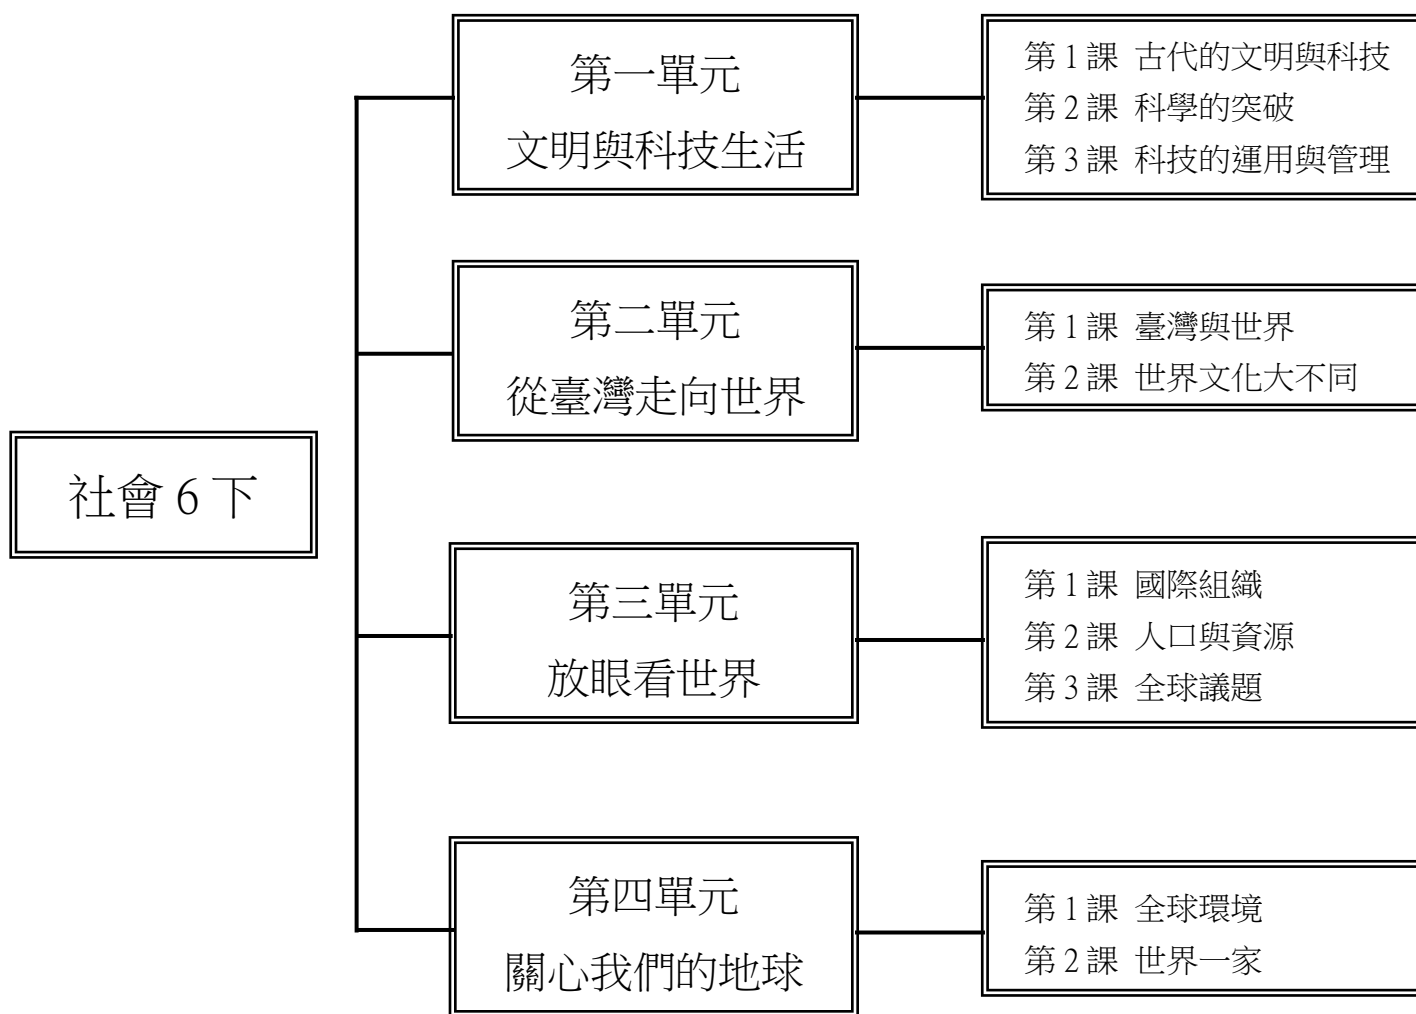 社會 6 下
第一單元
文明與科技生活
第 1 課 古代的文明與科技
第 2 課 科學的突破
第 3 課 科技的運用與管理
第二單元
從臺灣走向世界
第 1 課 臺灣與世界
第 2 課 世界文化大不同
第三單元
放眼看世界
第 1 課 國際組織
第 2 課 人口與資源
第 3 課 全球議題
第四單元
關心我們的地球
第 1 課 全球環境
第 2 課 世界一家